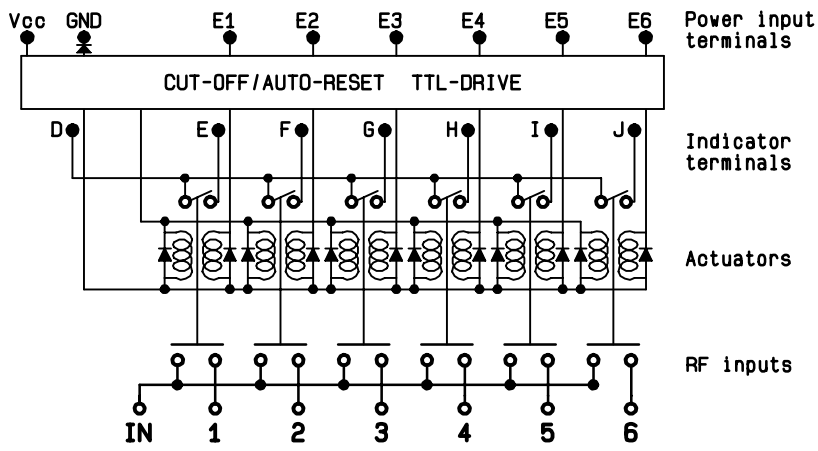 Vcc GND E1 E2 E3 E4 E5 E6 Power input
terminals
CUT-OFF/AUTO-RESET TTL-DRIVE
D E F G H I J Indicator
terminals
Actuators
RF inputs
IN 1 2 3 4 5 6